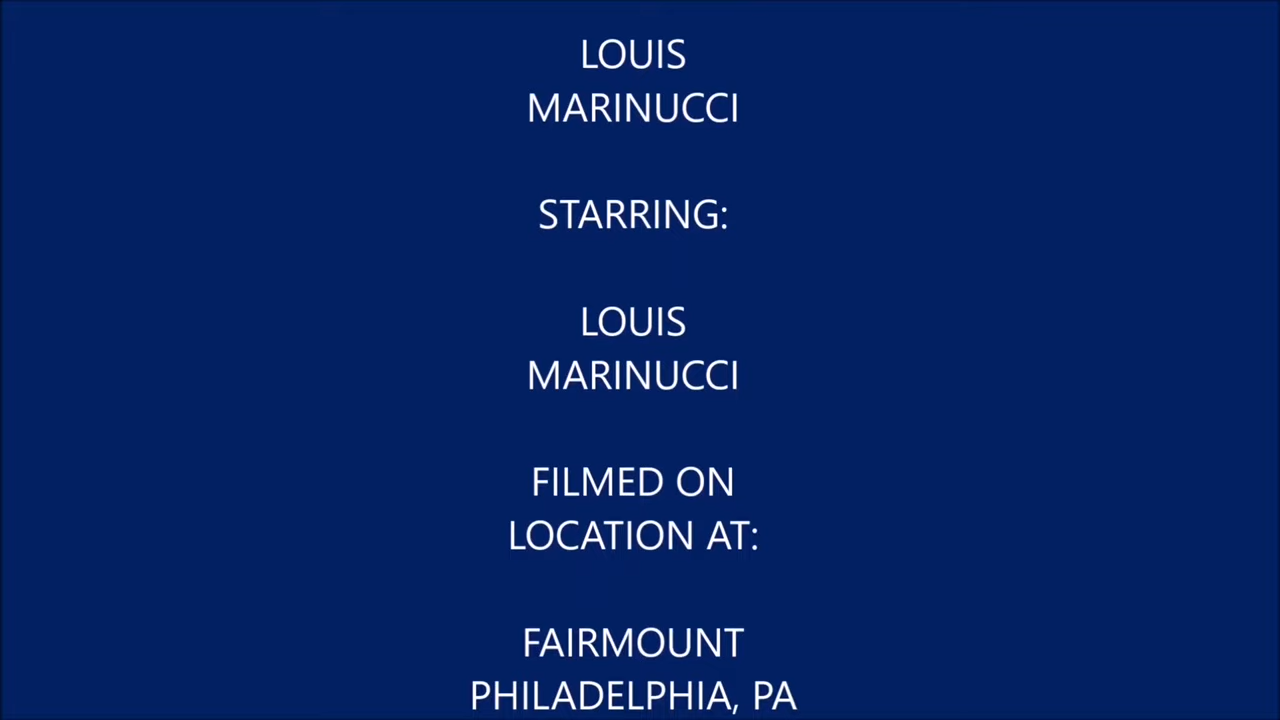 LOUIS
MARINUCCI
STARRING:
LOUIS
MARINUCCI
FILMED ON
LOCATION AT:
FAIRMOUNT
PHILADELPHIA, PA